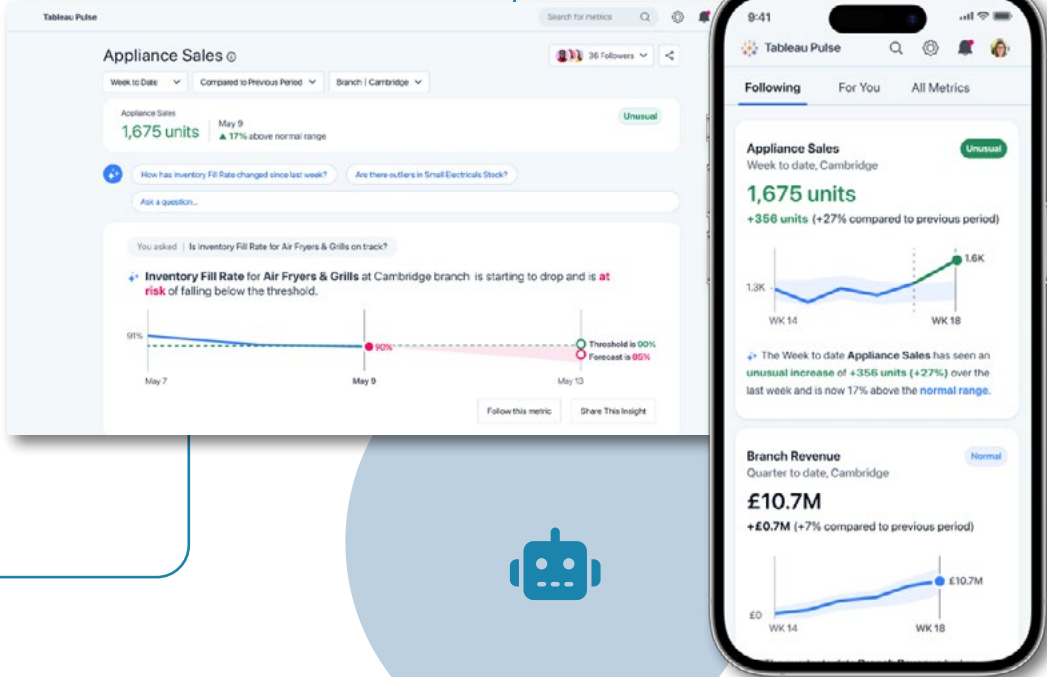 Tableau Pulse
Search for metrics
Appliance Sales
36 Followers
Week to Date
Compared to Previous Period
Branch | Cambridge
Appliance Sales
1,675 units
May 9
▲ 17% above normal range
Unusual
How has Inventory Fill Rate changed since last week?
Are there outliers in Small Electricals Stock?
Ask a question...
You asked | Is Inventory Fill Rate for Air Fryers & Grills on track?
Inventory Fill Rate for Air Fryers & Grills at Cambridge branch is starting to drop and is at
risk of falling below the threshold.
91%
90%
Threshold is 90%
Forecast is 85%
May 7
May 9
May 13
Follow this metric
Share This Insight
9:41
Tableau Pulse
Following
For You
All Metrics
Appliance Sales
Unusual
Week to date, Cambridge
1,675 units
+356 units (+27% compared to previous period)
1.6K
1.3K
WK 14
WK 18
The Week to date Appliance Sales has seen an
unusual increase of +356 units (+27%) over the
last week and is now 17% above the normal range.
Branch Revenue
Normal
Quarter to date, Cambridge
£10.7M
+£0.7M (+7% compared to previous period)
£10.7M
£0
WK 14
WK 18